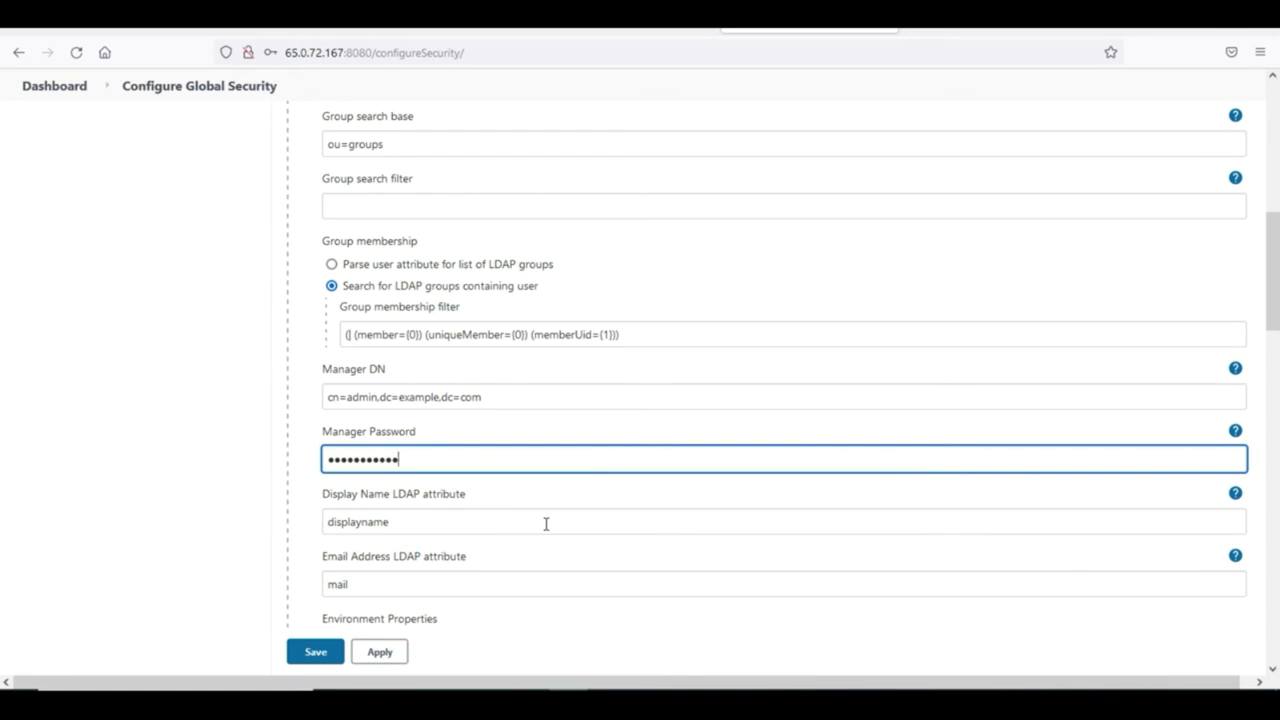 65.0.72.167:8080/configureSecurity/
Dashboard
Configure Global Security
Group search base
ou=groups
Group search filter
Group membership
Parse user attribute for list of LDAP groups
Search for LDAP groups containing user
Group membership filter
(| (member={0}) (uniqueMember={0}) (memberUid={1}))
Manager DN
cn=admin,dc=example,dc=com
Manager Password
•••••••••••
Display Name LDAP attribute
displayname
Email Address LDAP attribute
mail
Environment Properties
Save
Apply